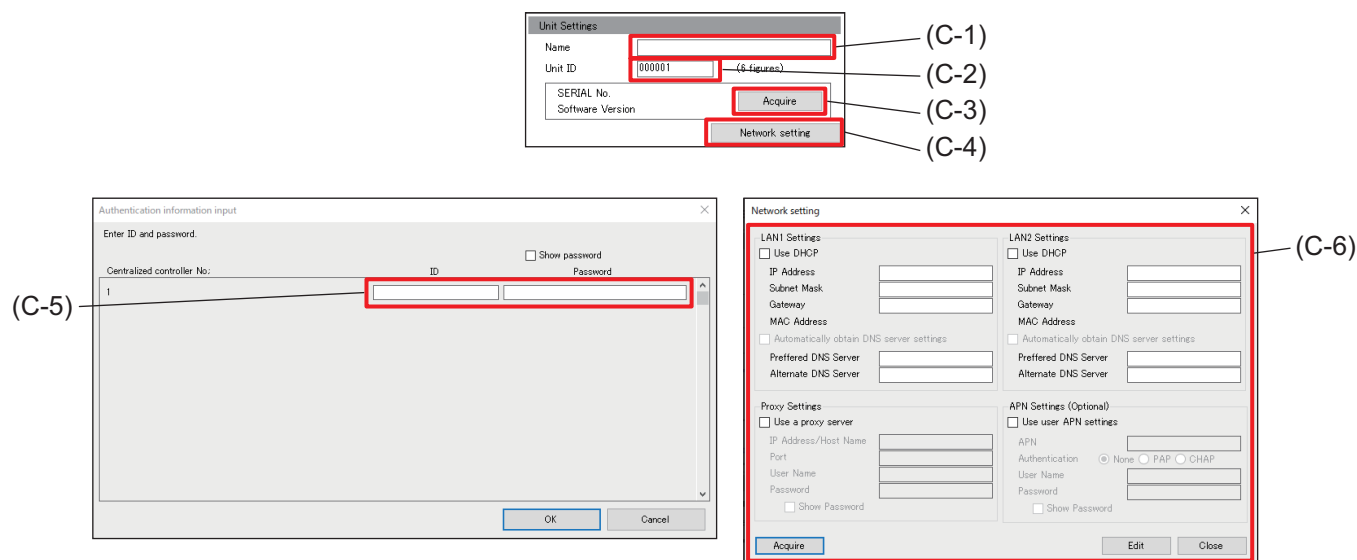 Unit Settings
Name
(C-1)
Unit ID 000001 (6 figures)
(C-2)
SERIAL No.
Software Version
Acquire
(C-3)
Network setting
(C-4)
Authentication information input
Enter ID and password.
Show password
Centralized controller No: ID Password
1
(C-5)
OK Cancel
Network setting
(C-6)
LAN1 Settings
Use DHCP
IP Address
Subnet Mask
Gateway
MAC Address
Automatically obtain DNS server settings
Preffered DNS Server
Alternate DNS Server
LAN2 Settings
Use DHCP
IP Address
Subnet Mask
Gateway
MAC Address
Automatically obtain DNS server settings
Preffered DNS Server
Alternate DNS Server
Proxy Settings
Use a proxy server
IP Address/Host Name
Port
User Name
Password
Show Password
APN Settings (Optional)
Use user APN settings
APN
Authentication None PAP CHAP
User Name
Password
Show Password
Acquire Edit Close